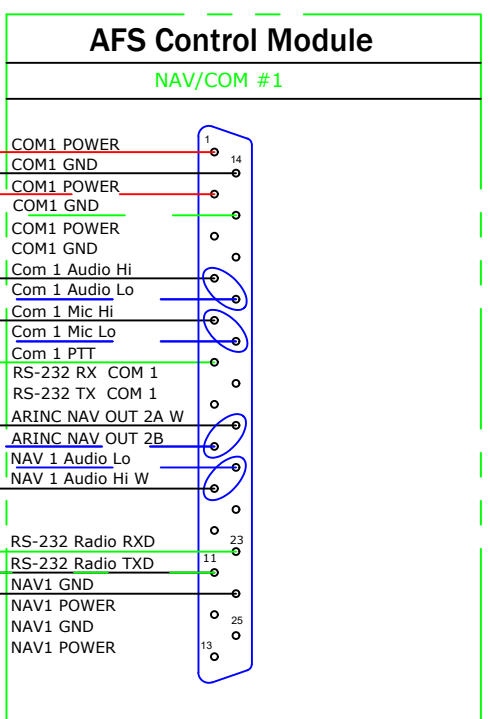 AFS Control Module
NAV/COM #1
1
COM1 POWER
14
COM1 GND
COM1 POWER
COM1 GND
COM1 POWER
COM1 GND
Com 1 Audio Hi
Com 1 Audio Lo
Com 1 Mic Hi
Com 1 Mic Lo
Com 1 PTT
RS-232 RX  COM 1
RS-232 TX  COM 1
ARINC NAV OUT 2A W
ARINC NAV OUT 2B
NAV 1 Audio Lo
NAV 1 Audio Hi W
RS-232 Radio RXD
23
RS-232 Radio TXD
11
NAV1 GND
NAV1 POWER
NAV1 GND
25
NAV1 POWER
13